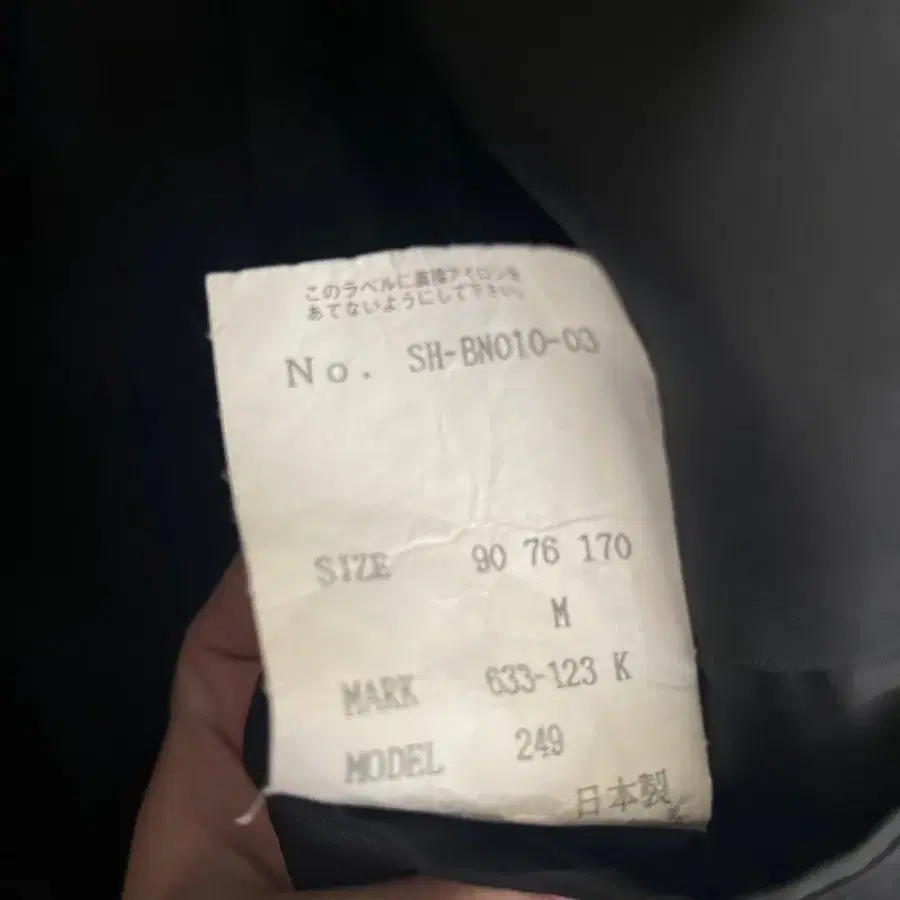 このラベルに直接アイロンを
あてないようにして下さい。
No. SH-BN010-03
SIZE 90 76 170
M
MARK 633-123 K
MODEL 249
日本製